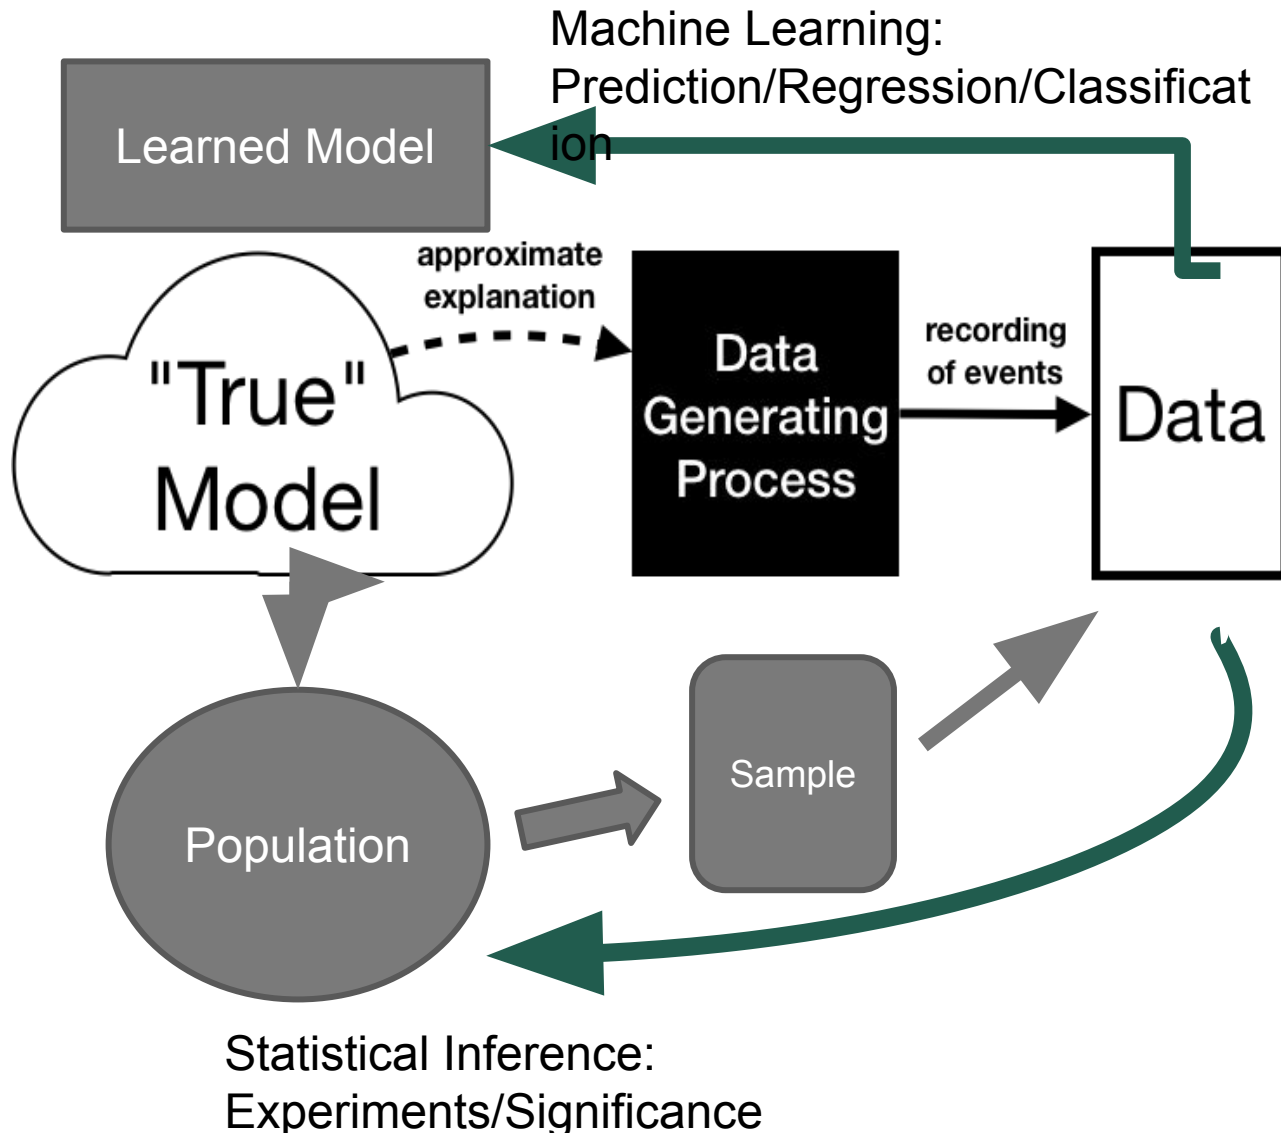 Machine Learning:
Prediction/Regression/Classificat
ion
Learned Model
approximate
explanation
"True"
Model
Data
Generating
Process
recording
of events
Data
Sample
Population
Statistical Inference:
Experiments/Significance